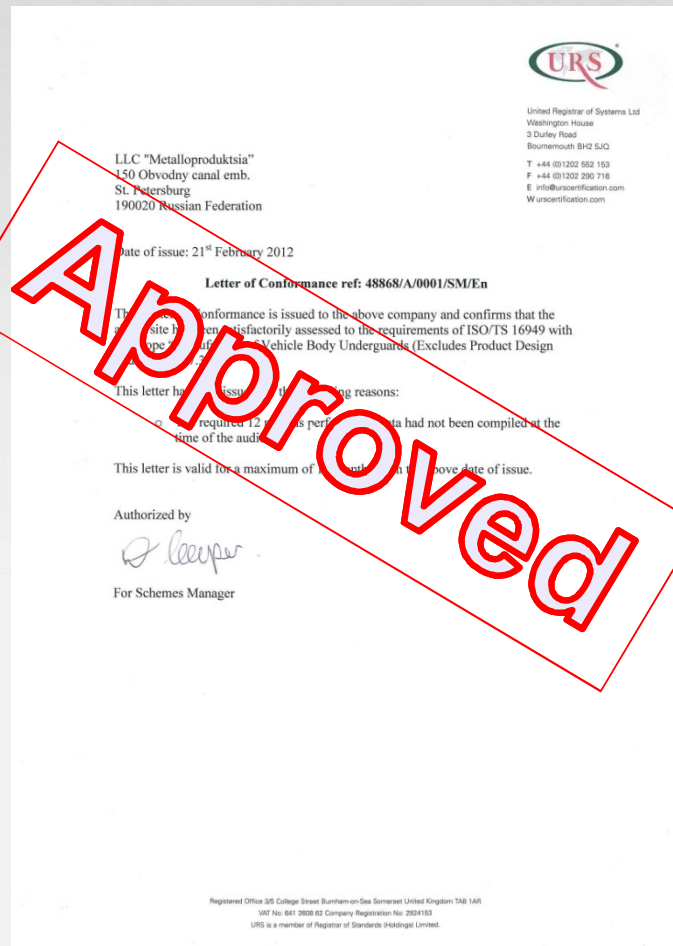 URS
United Registrar of Systems Ltd
Washington House
3 Durley Road
Bournemouth BH2 5JQ
T +44 (0)1202 552 153
F +44 (0)1202 290 716
E info@urscertification.com
W urscertification.com
LLC "Metalloproduktsia"
150 Obvodny canal emb.
St. Petersburg
190020 Russian Federation
Date of issue: 21st February 2012
Letter of Conformance ref: 48868/A/0001/SM/En
Conformance is issued to the above company and confirms that the
site satisfactorily assessed to the requirements of ISO/TS 16949 with
Vehicle Body Underguards (Excludes Product Design
This letter reasons:
o required 12 had not been compiled at the
time of the audit
This letter is valid for a maximum of above date of issue.
Approved
Authorized by
For Schemes Manager
Registered Office 3/5 College Street Burnham-on-Sea Somerset United Kingdom TA8 1AR
VAT No: 641 2608 62 Company Registration No: 2924153
URS is a member of Registrar of Standards (Holdings) Limited.